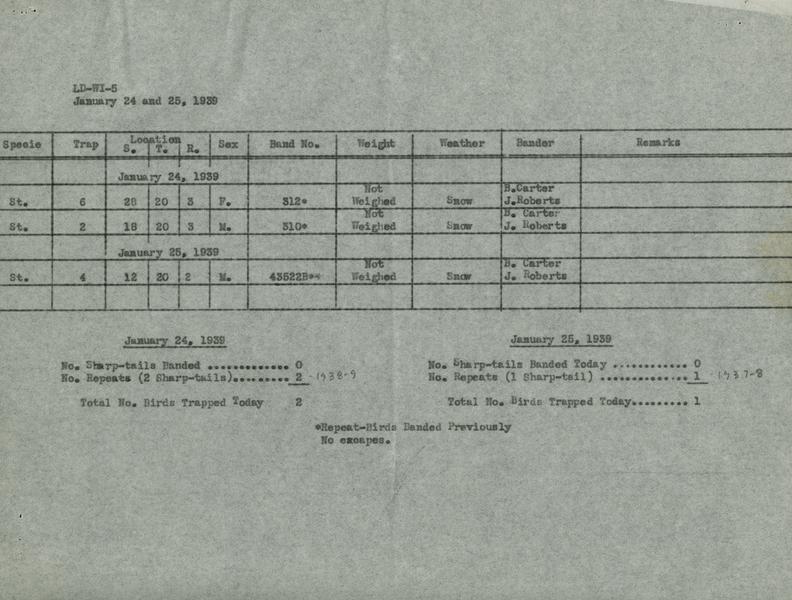 LD-WI-5
January 24 and 25, 1939
Specie Trap Location S. T. R. Sex Band No. Weight Weather Bander Remarks
January 24, 1939
St. 6 28 20 3 F. 312* Not Weighed Snow B.Carter J.Roberts
St. 2 18 20 3 M. 310* Not Weighed Snow B. Carter J. Roberts
January 25, 1939
St. 4 12 20 2 M. 43522B** Not Weighed Snow B. Carter J. Roberts
January 24, 1939
No. Sharp-tails Banded ............. 0
No. Repeats (2 Sharp-tails)......... 2 - 1938-9
Total No. Birds Trapped Today 2
January 25, 1939
No. Sharp-tails Banded Today ............ 0
No. Repeats (1 Sharp-tail) .............. 1 - 1937-8
Total No. Birds Trapped Today......... 1
*Repeat-Birds Banded Previously
No escapes.